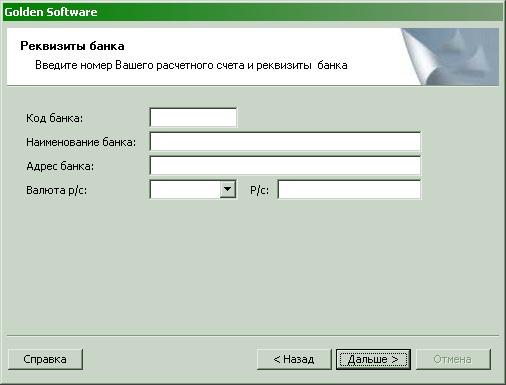 Golden Software
Реквизиты банка
Введите номер Вашего расчетного счета и реквизиты банка
Код банка:
Наименование банка:
Адрес банка:
Валюта р/с: Р/с:
Справка < Назад Дальше > Отмена